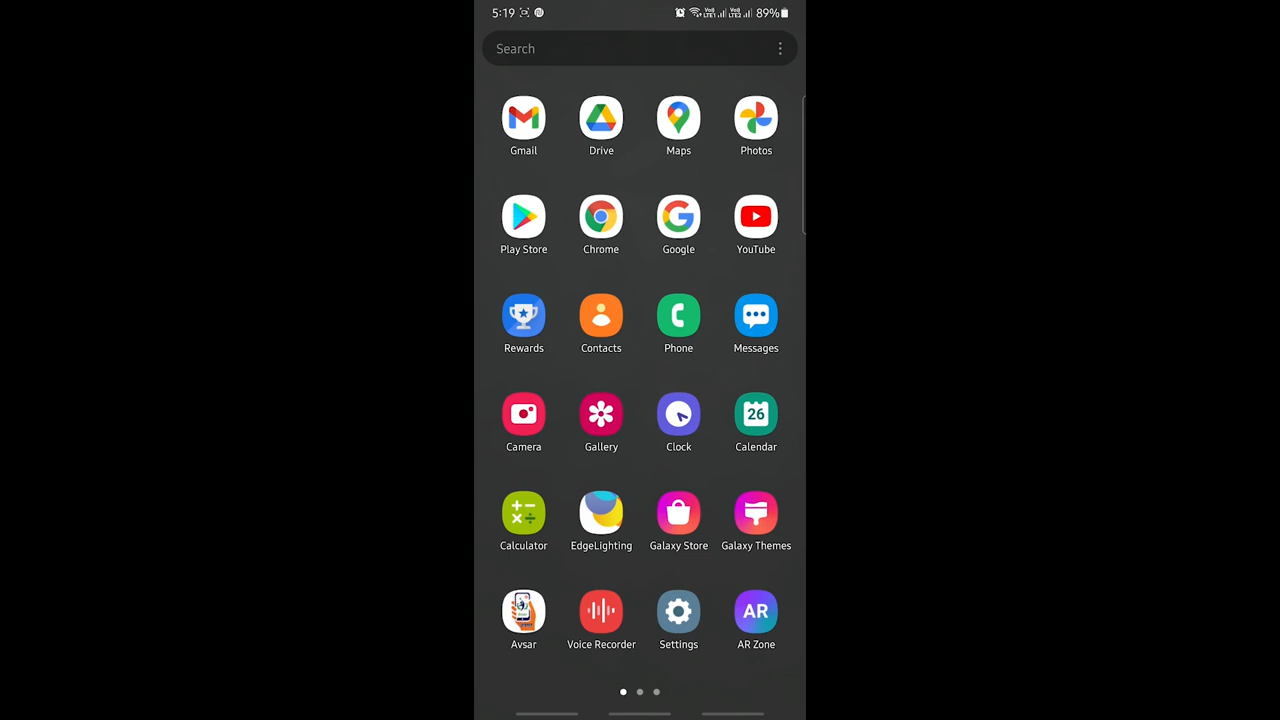 5:19 89%
Search
Gmail Drive Maps Photos
Play Store Chrome Google YouTube
Rewards Contacts Phone Messages
26
Camera Gallery Clock Calendar
Calculator EdgeLighting Galaxy Store Galaxy Themes
AR
Avsar Voice Recorder Settings AR Zone